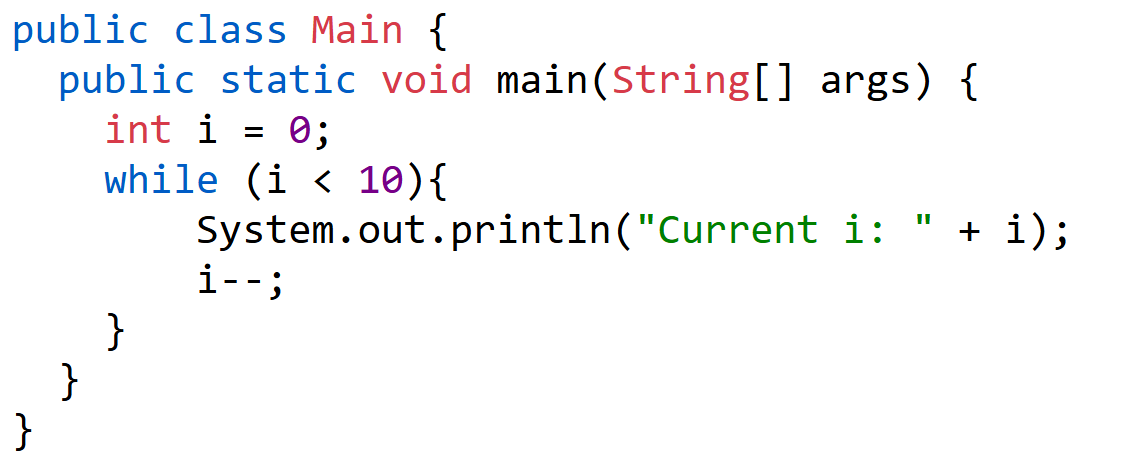 public class Main {
  public static void main(String[] args) {
    int i = 0;
    while (i < 10){
        System.out.println("Current i: " + i);
        i--;
    }
  }
}